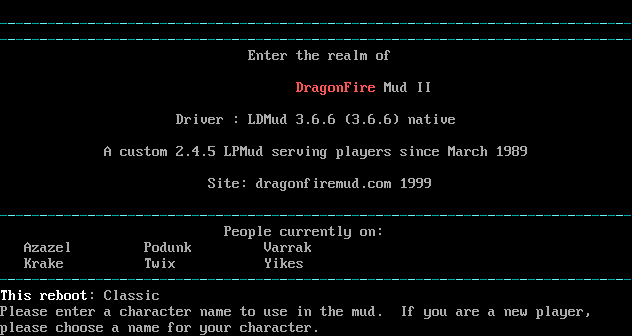 Enter the realm of
DragonFire Mud II
Driver : LDMud 3.6.6 (3.6.6) native
A custom 2.4.5 LPMud serving players since March 1989
Site: dragonfiremud.com 1999
People currently on:
Azazel Podunk Varrak
Krake Twix Yikes
This reboot: Classic
Please enter a character name to use in the mud. If you are a new player,
please choose a name for your character.